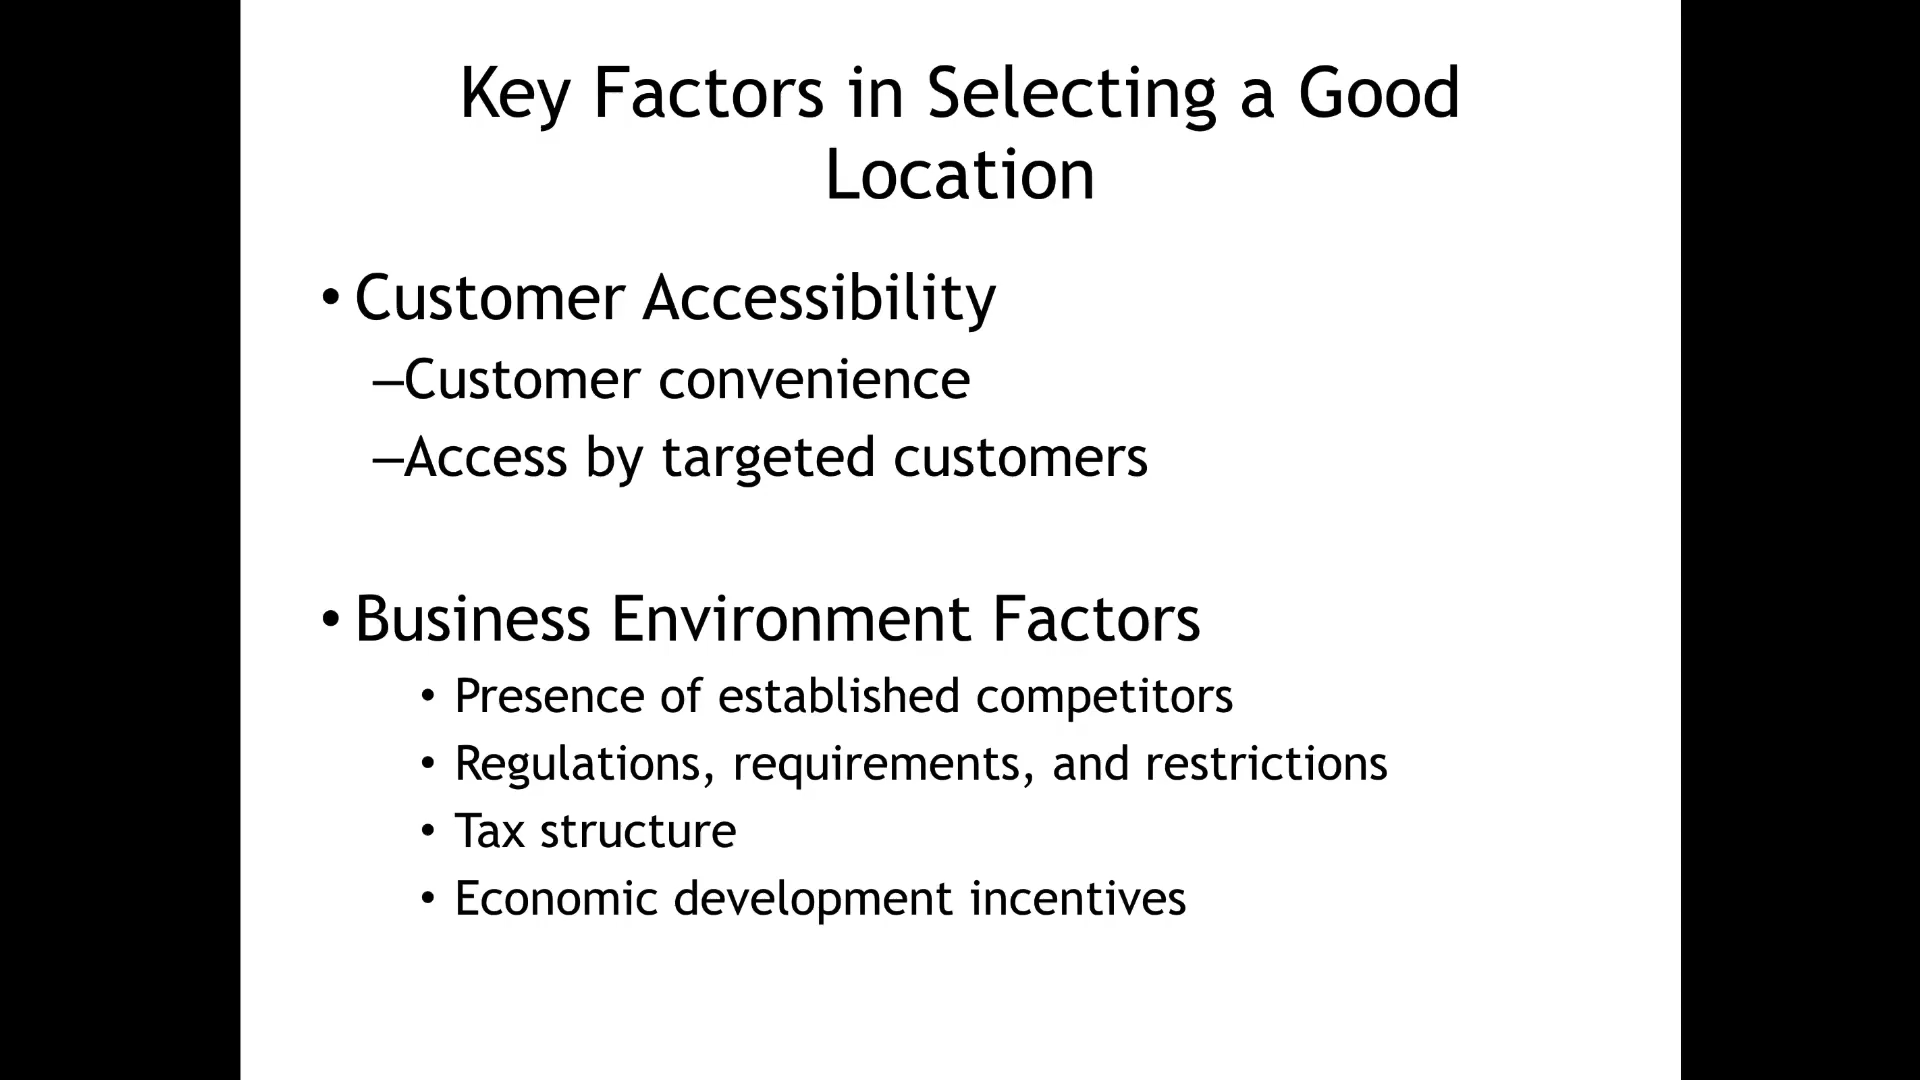 Key Factors in Selecting a Good
Location
• Customer Accessibility
–Customer convenience
–Access by targeted customers
• Business Environment Factors
• Presence of established competitors
• Regulations, requirements, and restrictions
• Tax structure
• Economic development incentives